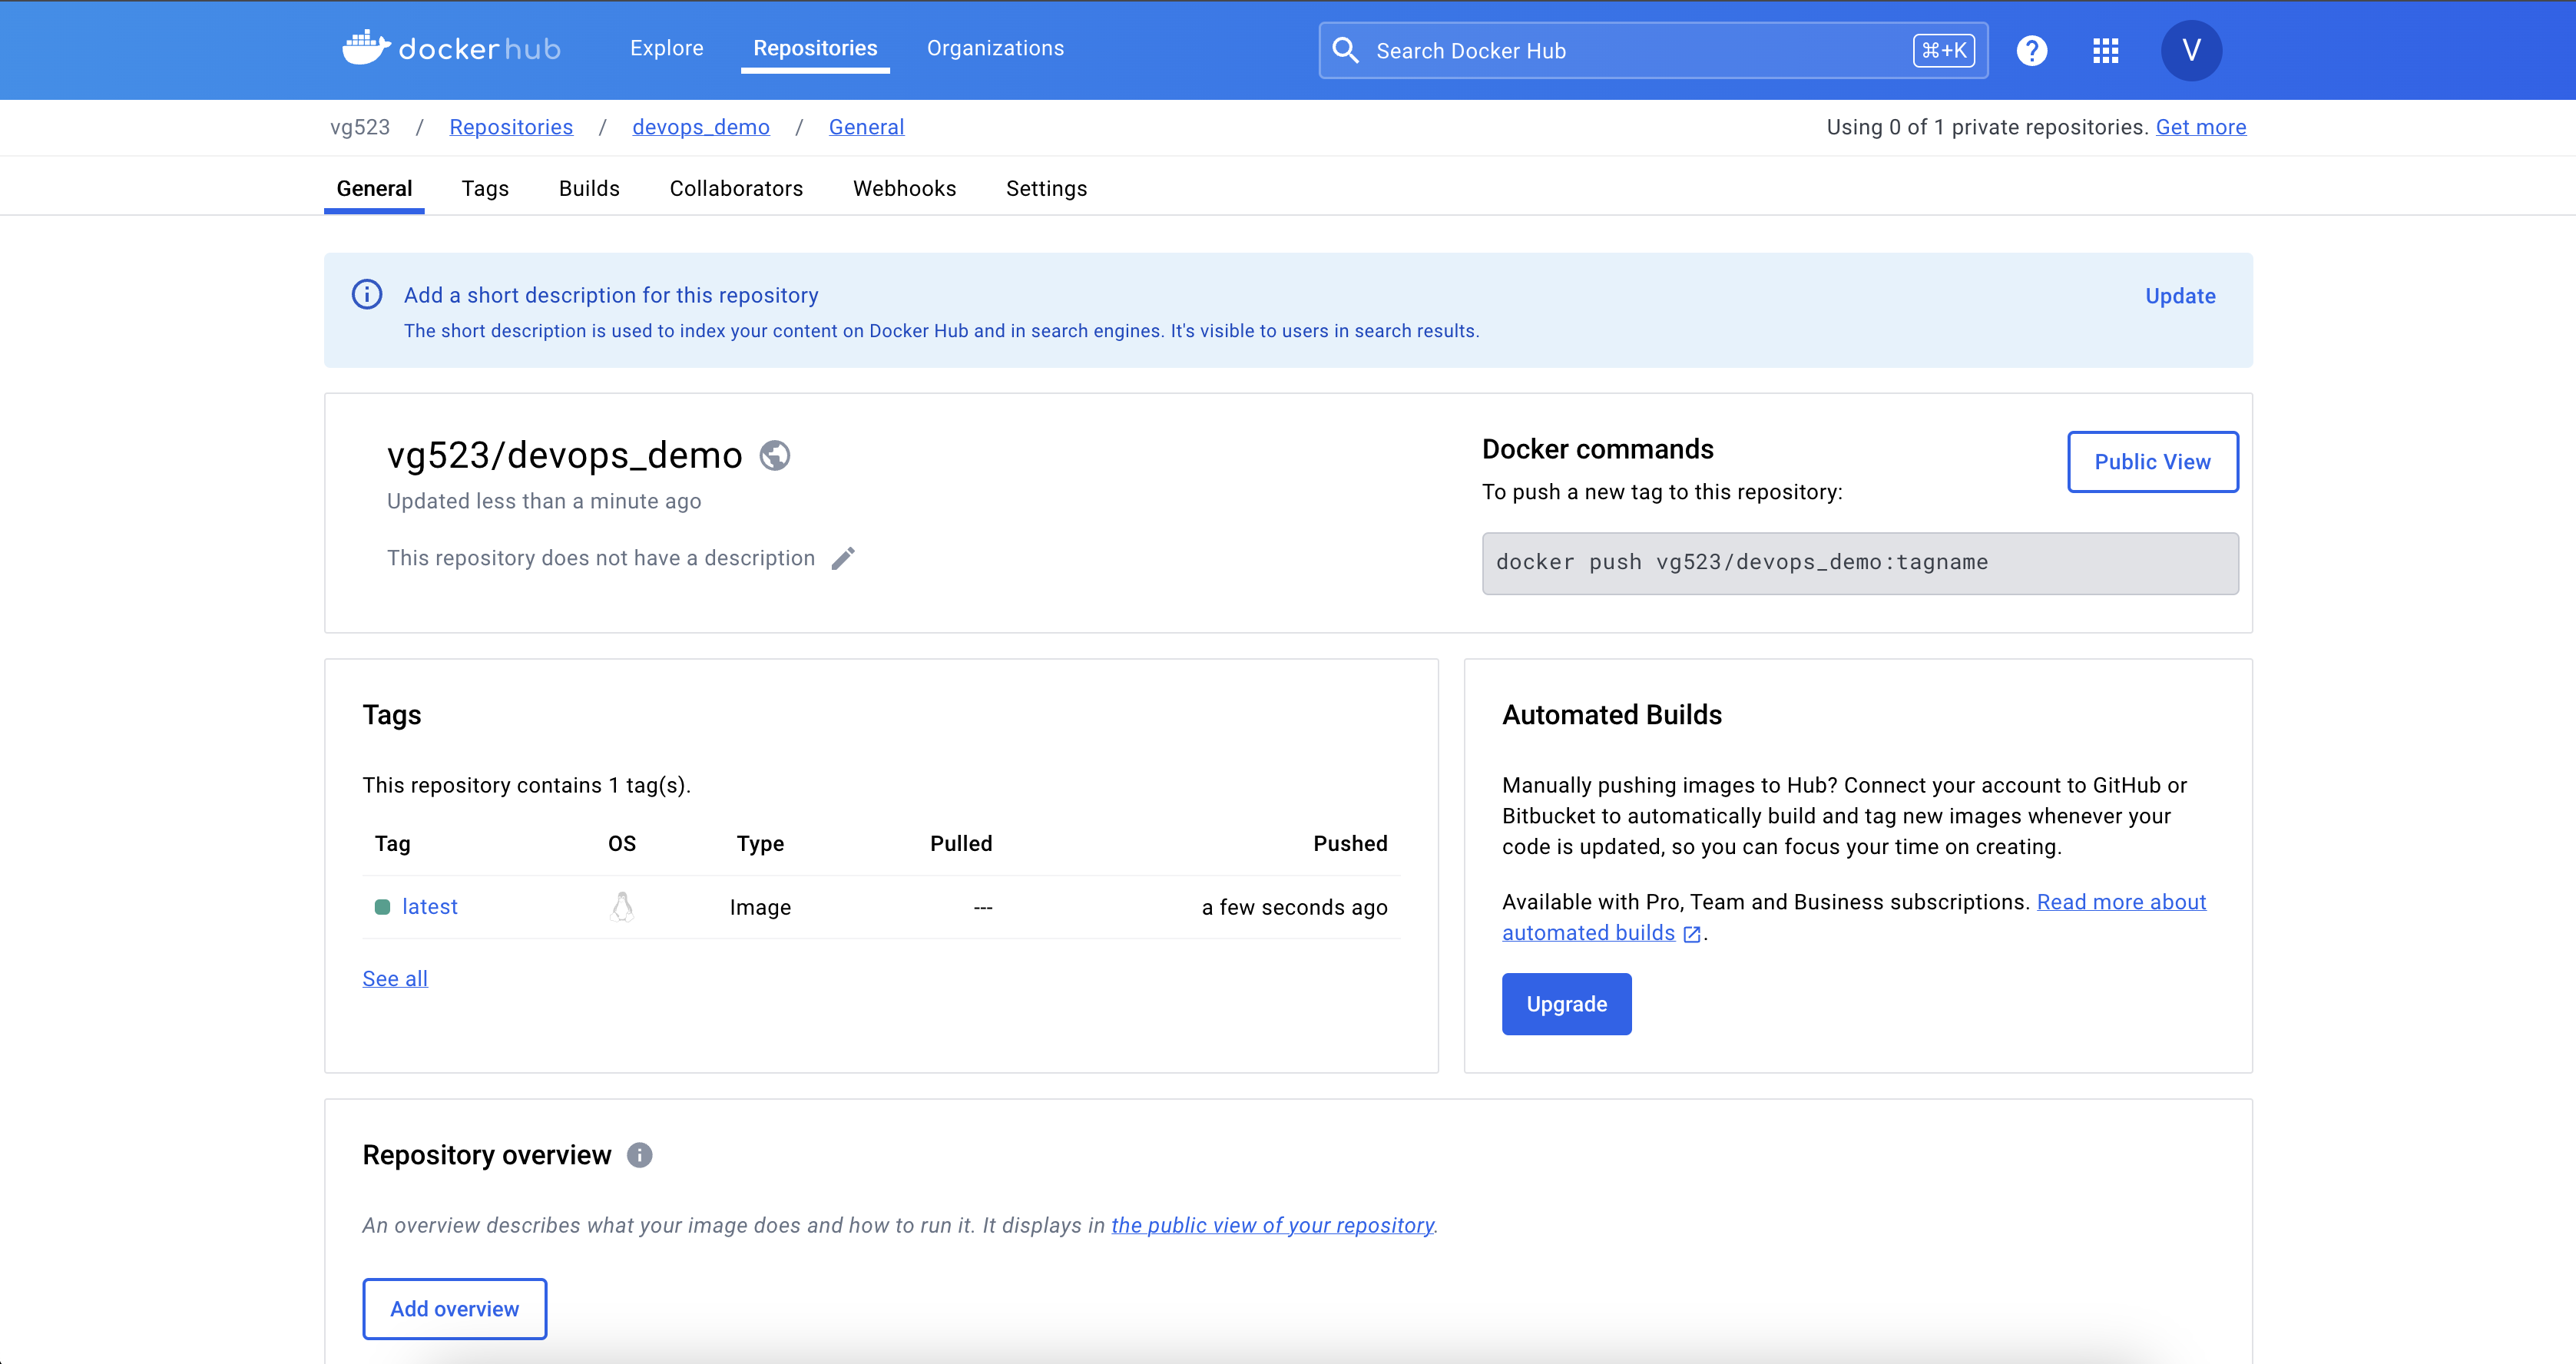 docker hub
Explore
Repositories
Organizations
Search Docker Hub
⌘+K
?
V
vg523 / Repositories / devops_demo / General
Using 0 of 1 private repositories. Get more
General
Tags
Builds
Collaborators
Webhooks
Settings
Add a short description for this repository
The short description is used to index your content on Docker Hub and in search engines. It's visible to users in search results.
Update
vg523/devops_demo
Updated less than a minute ago
This repository does not have a description
Docker commands
To push a new tag to this repository:
Public View
docker push vg523/devops_demo:tagname
Tags
This repository contains 1 tag(s).
Tag OS Type Pulled Pushed
latest Image --- a few seconds ago
See all
Automated Builds
Manually pushing images to Hub? Connect your account to GitHub or
Bitbucket to automatically build and tag new images whenever your
code is updated, so you can focus your time on creating.
Available with Pro, Team and Business subscriptions. Read more about
automated builds .
Upgrade
Repository overview
An overview describes what your image does and how to run it. It displays in the public view of your repository.
Add overview